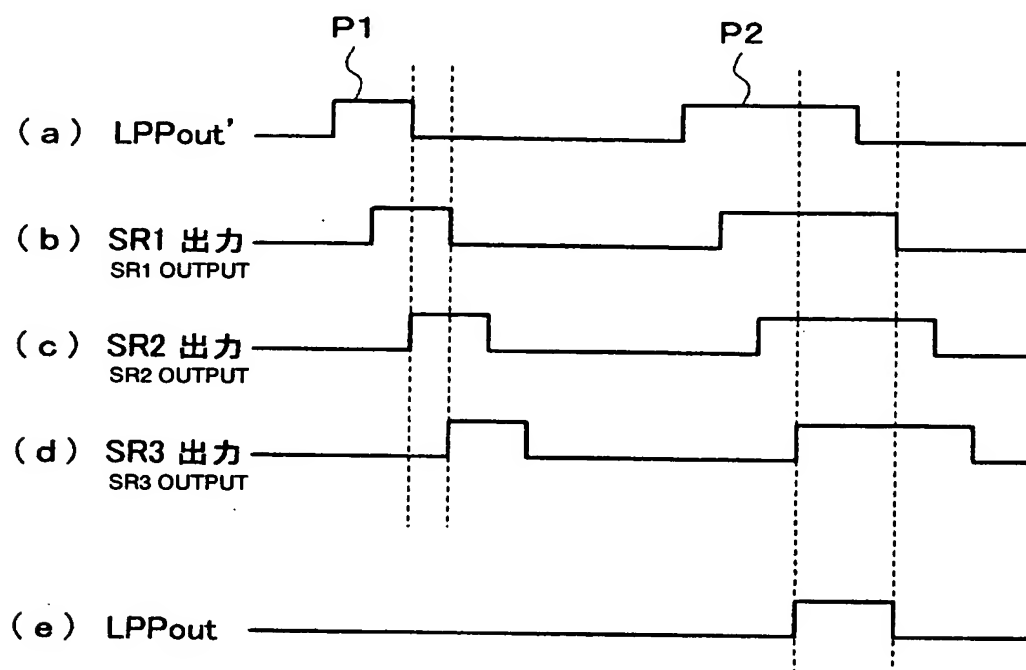 P1
P2
(a) LPPout'
(b) SR1 出力
SR1 OUTPUT
(c) SR2 出力
SR2 OUTPUT
(d) SR3 出力
SR3 OUTPUT
(e) LPPout